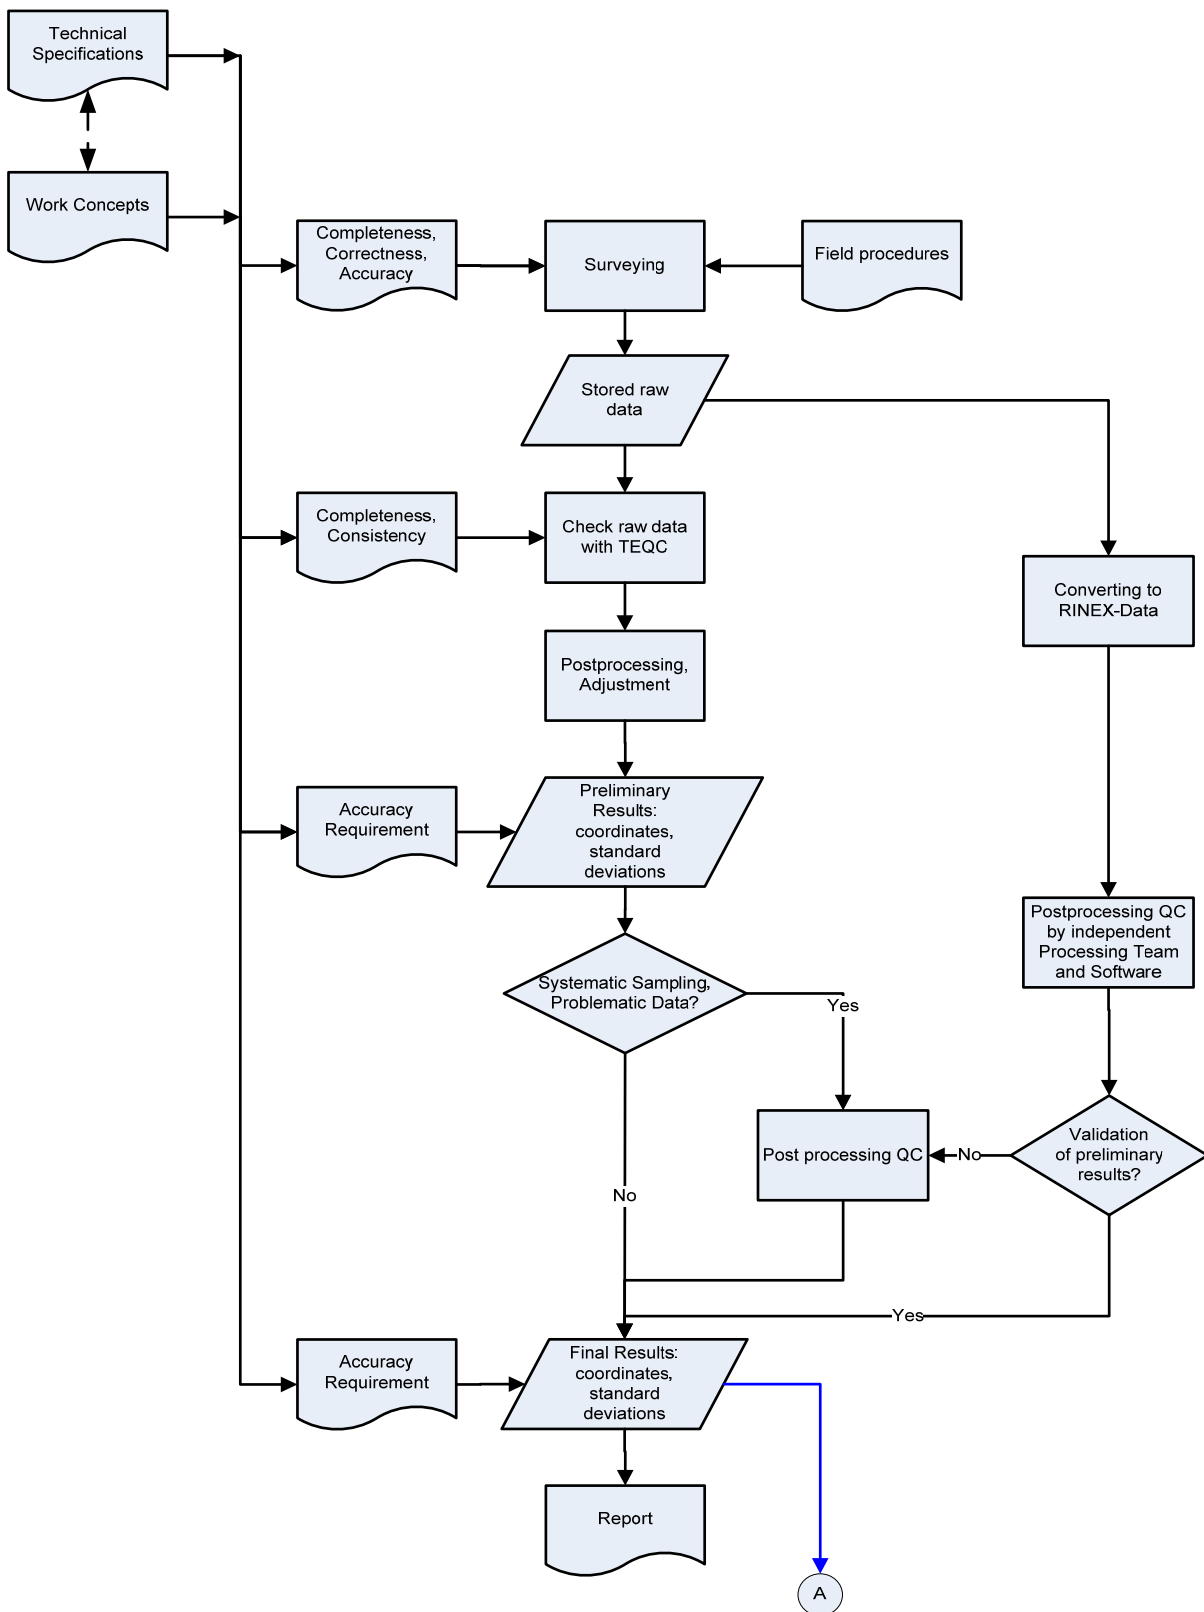 Technical
Specifications
Work Concepts
Completeness,
Correctness,
Accuracy
Surveying
Field procedures
Stored raw
data
Completeness,
Consistency
Check raw data
with TEQC
Converting to
RINEX-Data
Postprocessing,
Adjustment
Accuracy
Requirement
Preliminary
Results:
coordinates,
standard
deviations
Postprocessing QC
by independent
Processing Team
and Software
Systematic Sampling,
Problematic Data?
Yes
Post processing QC
No
Validation
of preliminary
results?
No
Yes
Accuracy
Requirement
Final Results:
coordinates,
standard
deviations
Report
A